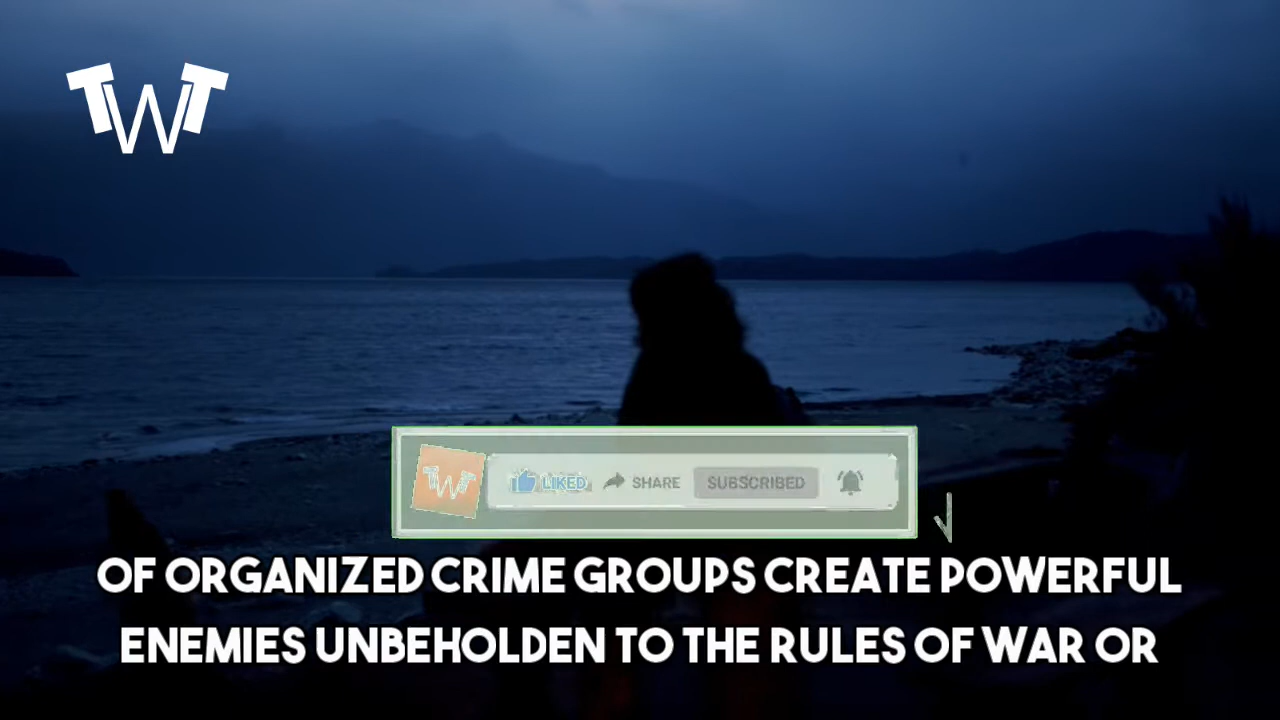 TWT
TWT LIKED SHARE SUBSCRIBED
OF ORGANIZED CRIME GROUPS CREATE POWERFUL
ENEMIES UNBEHOLDEN TO THE RULES OF WAR OR